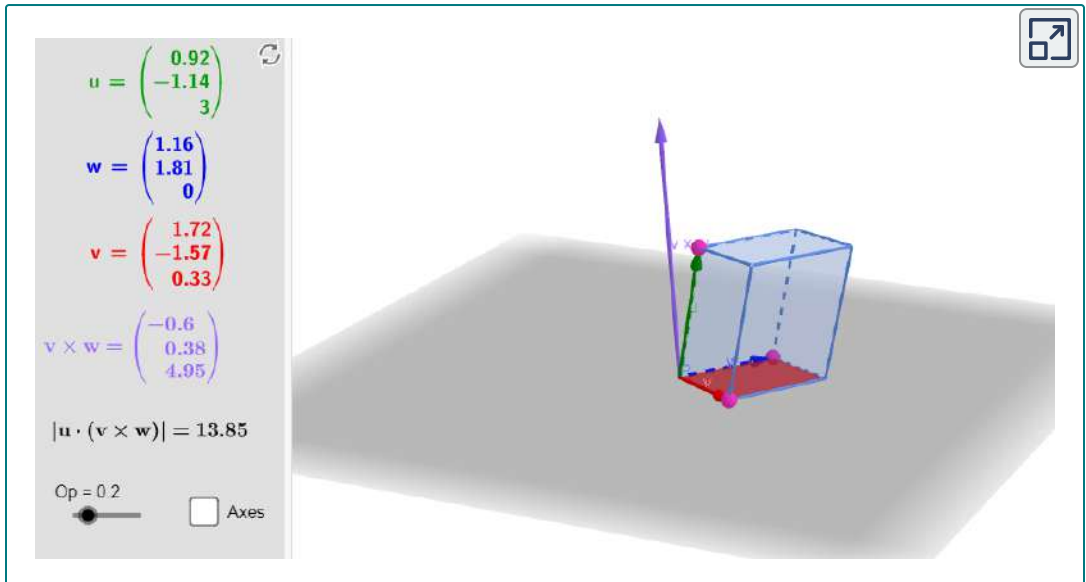 u = ( 0.92
−1.14
3 )
w = ( 1.16
1.81
0 )
v = ( 1.72
−1.57
0.33 )
v × w = ( −0.6
0.38
4.95 )
|u · (v × w)| = 13.85
Op = 0.2
Axes
v ×
v